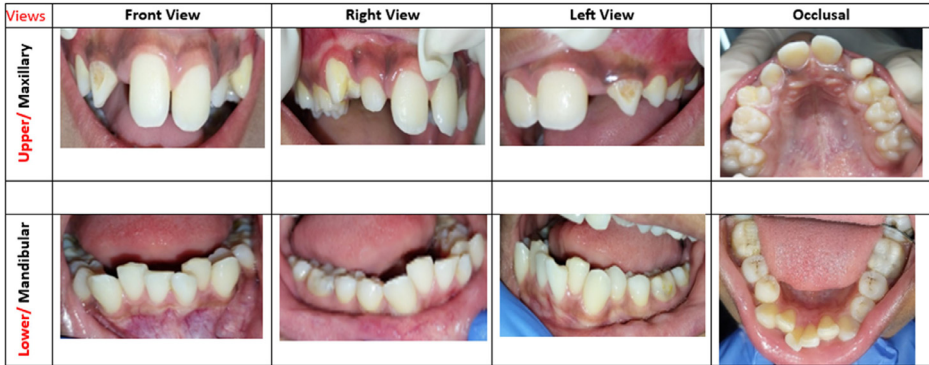 Views Front View Right View Left View Occlusal
Upper/ Maxillary
Lower/ Mandibular